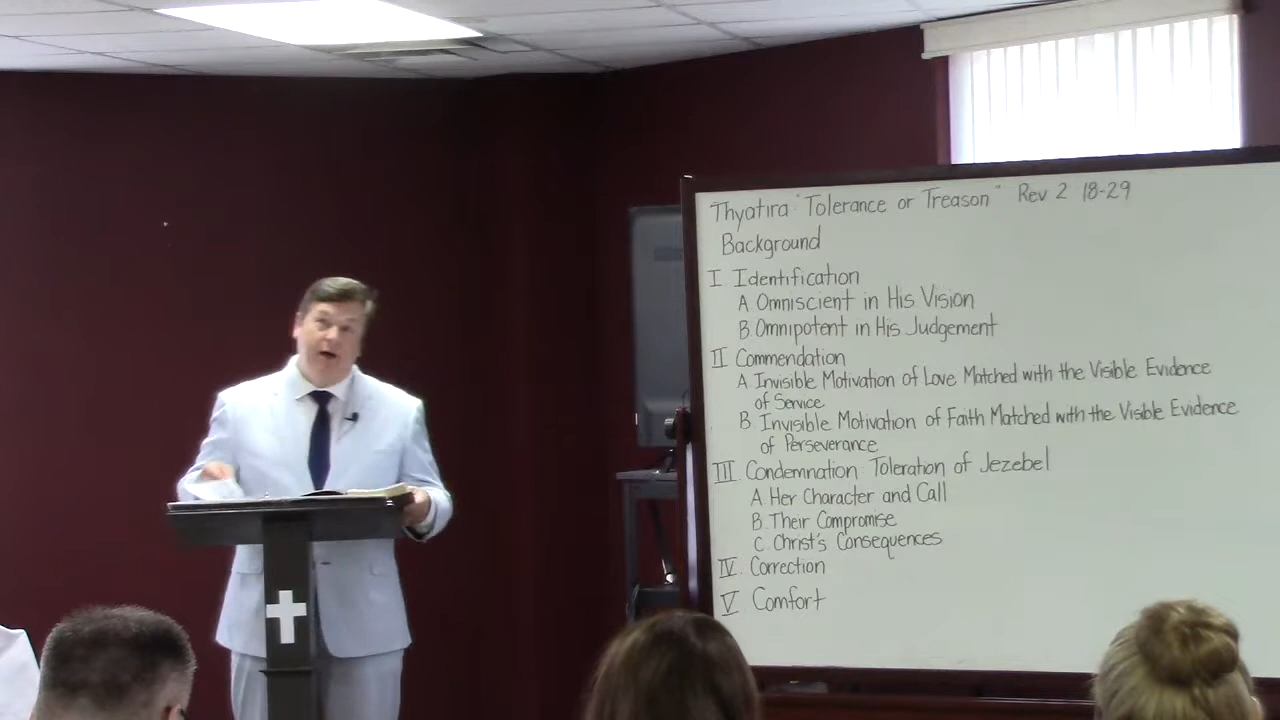 Thyatira "Tolerance or Treason" Rev 2 18-29
Background
I Identification
A. Omniscient in His Vision
B. Omnipotent in His Judgement
II Commendation
A Invisible Motivation of Love Matched with the Visible Evidence
of Service
B Invisible Motivation of Faith Matched with the Visible Evidence
of Perseverance
III Condemnation: Toleration of Jezebel
A. Her Character and Call
B. Their Compromise
C. Christ's Consequences
IV. Correction
V Comfort